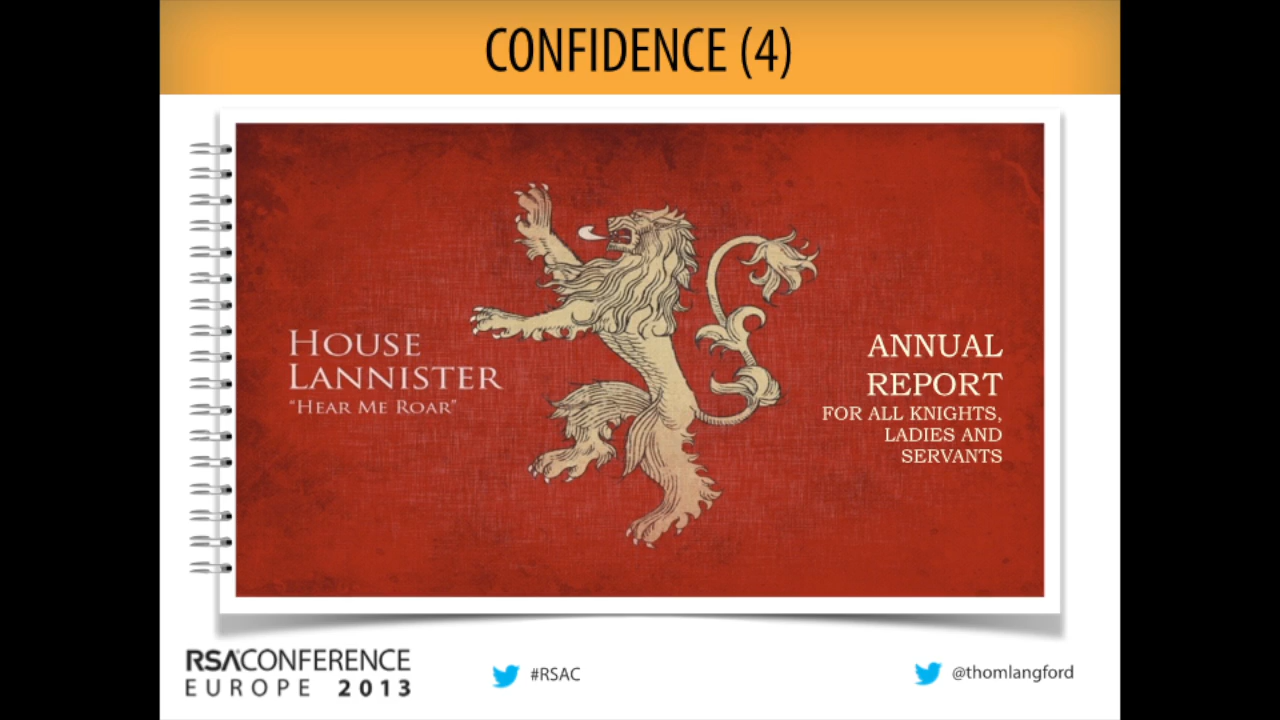 CONFIDENCE (4)
HOUSE
LANNISTER
“HEAR ME ROAR”
ANNUAL
REPORT
FOR ALL KNIGHTS,
LADIES AND
SERVANTS
RSACONFERENCE
EUROPE 2013
#RSAC
@thomlangford